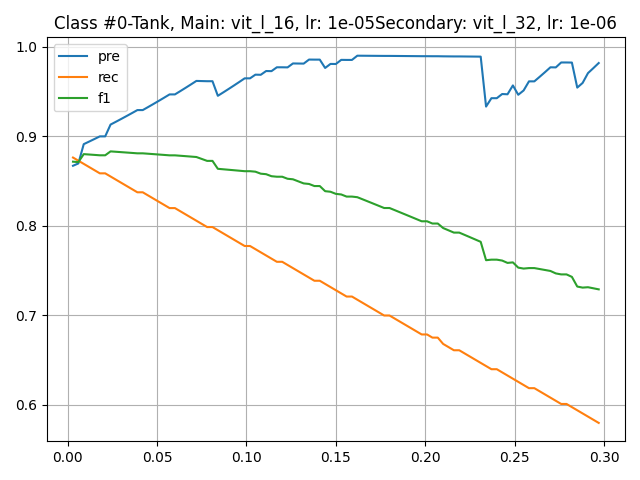 Class #0-Tank, Main: vit_l_16, lr: 1e-05Secondary: vit_l_32, lr: 1e-06
pre
rec
f1
1.0
0.9
0.8
0.7
0.6
0.00 0.05 0.10 0.15 0.20 0.25 0.30